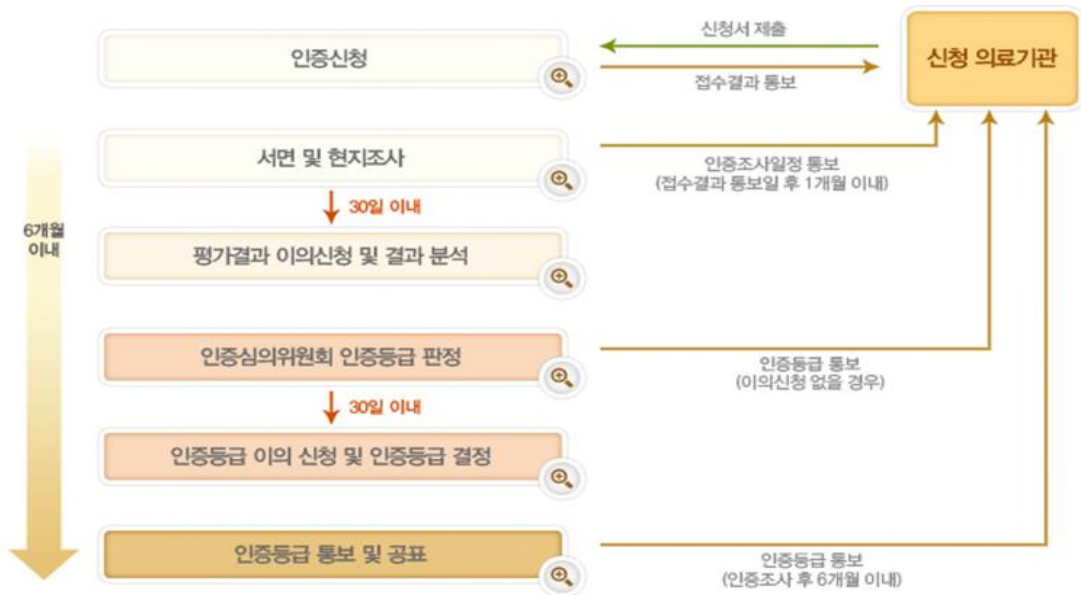 인증신청
신청서 제출
접수결과 통보
신청 의료기관
6개월
이내
서면 및 현지조사
인증조사일정 통보
(접수결과 통보일 후 1개월 이내)
30일 이내
평가결과 이의신청 및 결과 분석
인증심의위원회 인증등급 판정
인증등급 통보
(이의신청 없을 경우)
30일 이내
인증등급 이의 신청 및 인증등급 결정
인증등급 통보 및 공표
인증등급 통보
(인증조사 후 6개월 이내)